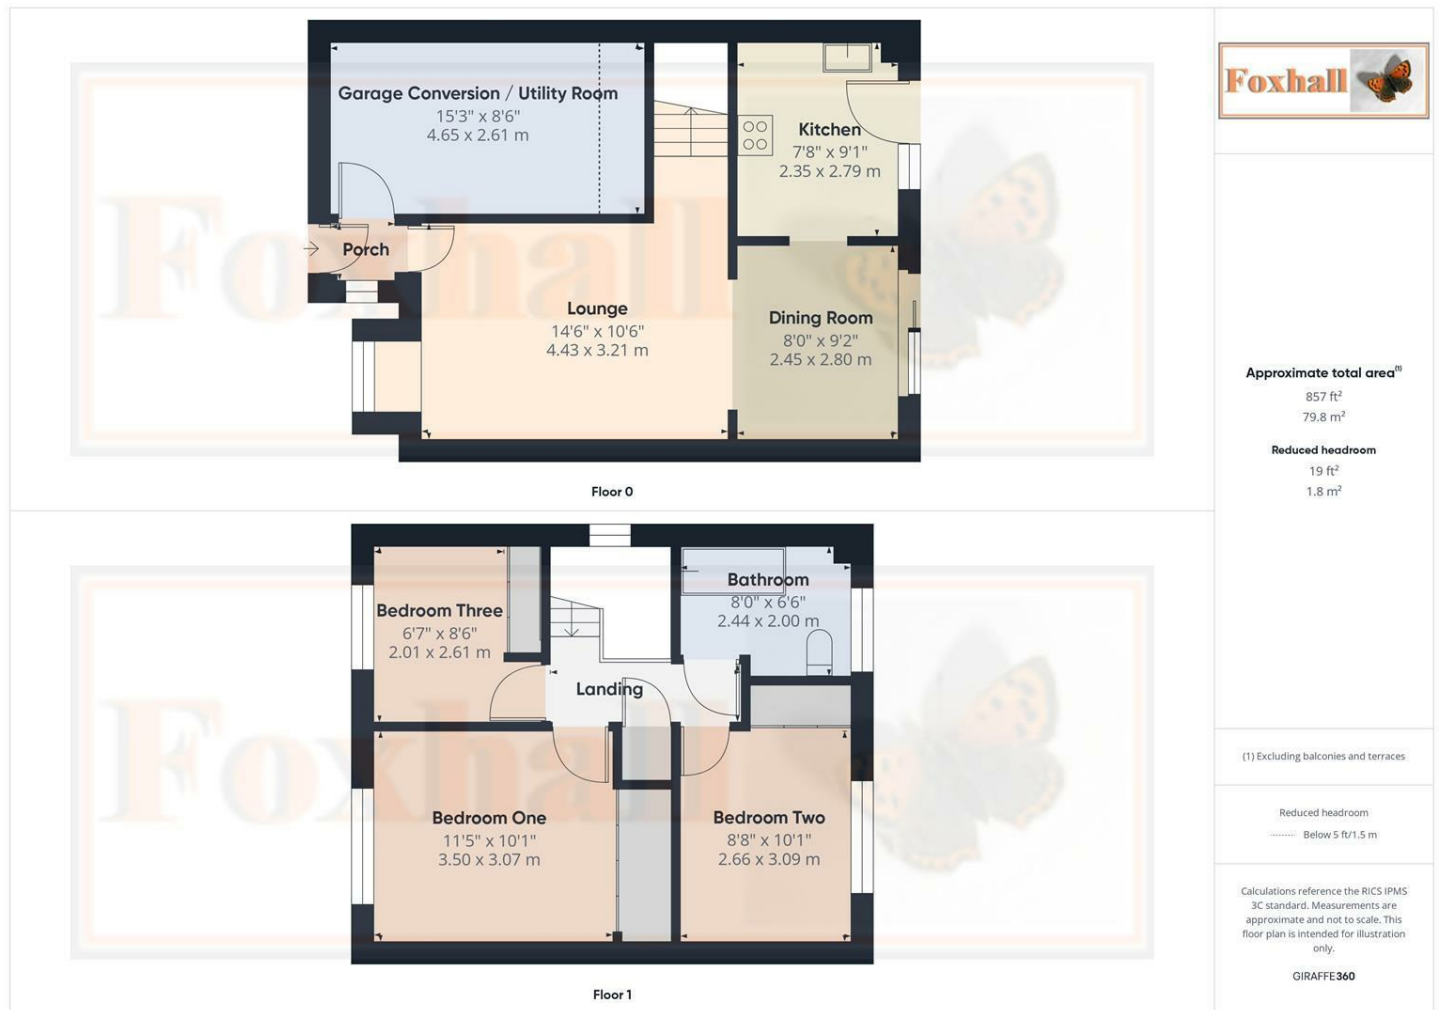 Garage Conversion / Utility Room
15'3" x 8'6"
4.65 x 2.61 m
Kitchen
7'8" x 9'1"
2.35 x 2.79 m
Porch
Lounge
14'6" x 10'6"
4.43 x 3.21 m
Dining Room
8'0" x 9'2"
2.45 x 2.80 m
Foxhall
Floor 0
Bedroom Three
6'7" x 8'6"
2.01 x 2.61 m
Bathroom
8'0" x 6'6"
2.44 x 2.00 m
Landing
Bedroom One
11'5" x 10'1"
3.50 x 3.07 m
Bedroom Two
8'8" x 10'1"
2.66 x 3.09 m
Foxhall
Floor 1
Foxhall
Approximate total area(1)
857 ft²
79.8 m²
Reduced headroom
19 ft²
1.8 m²
(1) Excluding balconies and terraces
Reduced headroom
Below 5 ft/1.5 m
Calculations reference the RICS IPMS
3C standard. Measurements are
approximate and not to scale. This
floor plan is intended for illustration
only.
GIRAFFE360